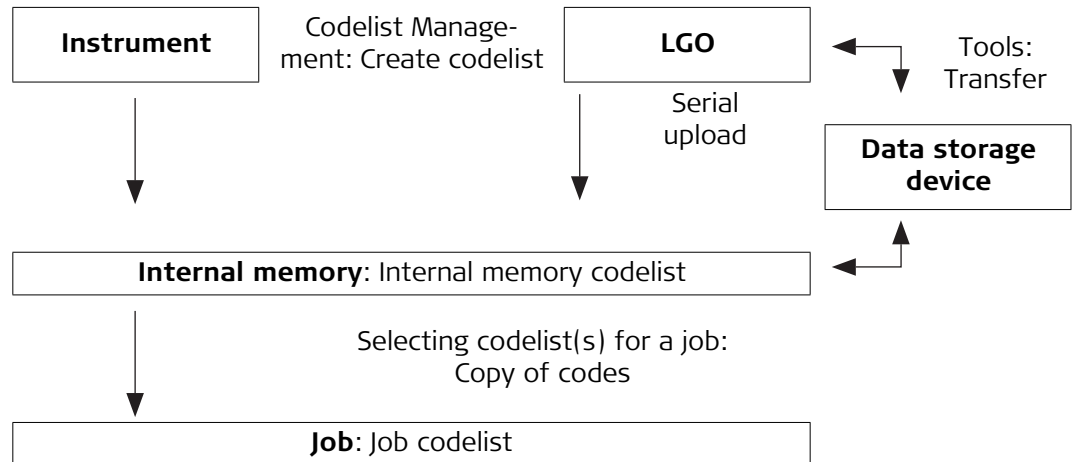 Instrument
Codelist Manage-
ment: Create codelist
LGO
Tools:
Transfer
Serial
upload
Data storage
device
Internal memory: Internal memory codelist
Selecting codelist(s) for a job:
Copy of codes
Job: Job codelist